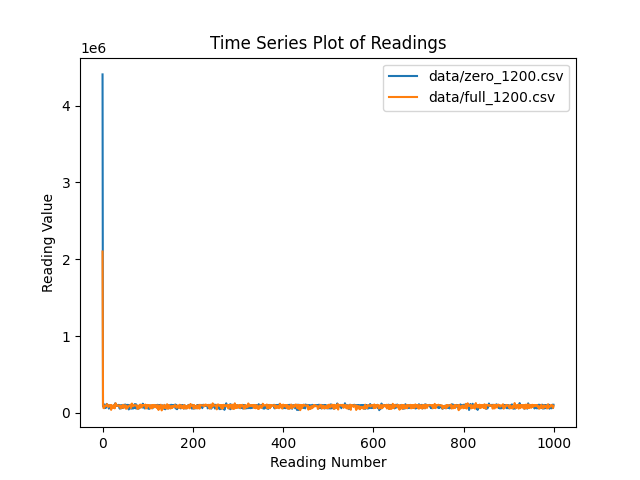 Time Series Plot of Readings
1e6
data/zero_1200.csv
data/full_1200.csv
4
3
2
1
0
Reading Value
0 200 400 600 800 1000
Reading Number